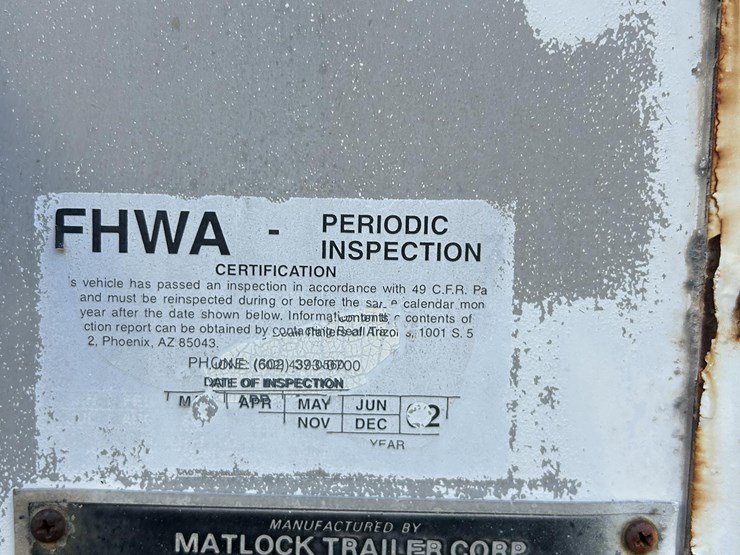 FHWA - PERIODIC
INSPECTION
CERTIFICATION
s vehicle has passed an inspection in accordance with 49 C.F.R. Pa
and must be reinspected during or before the calendar mon
year after the date shown below. contents of
ction report can be obtained by 1001 S. 5
2, Phoenix, AZ 85043.
PHONE: (602)
DATE OF INSPECTION
M APR MAY JUN 2
NOV DEC
YEAR
MANUFACTURED BY
MATLOCK TRAILER CORP